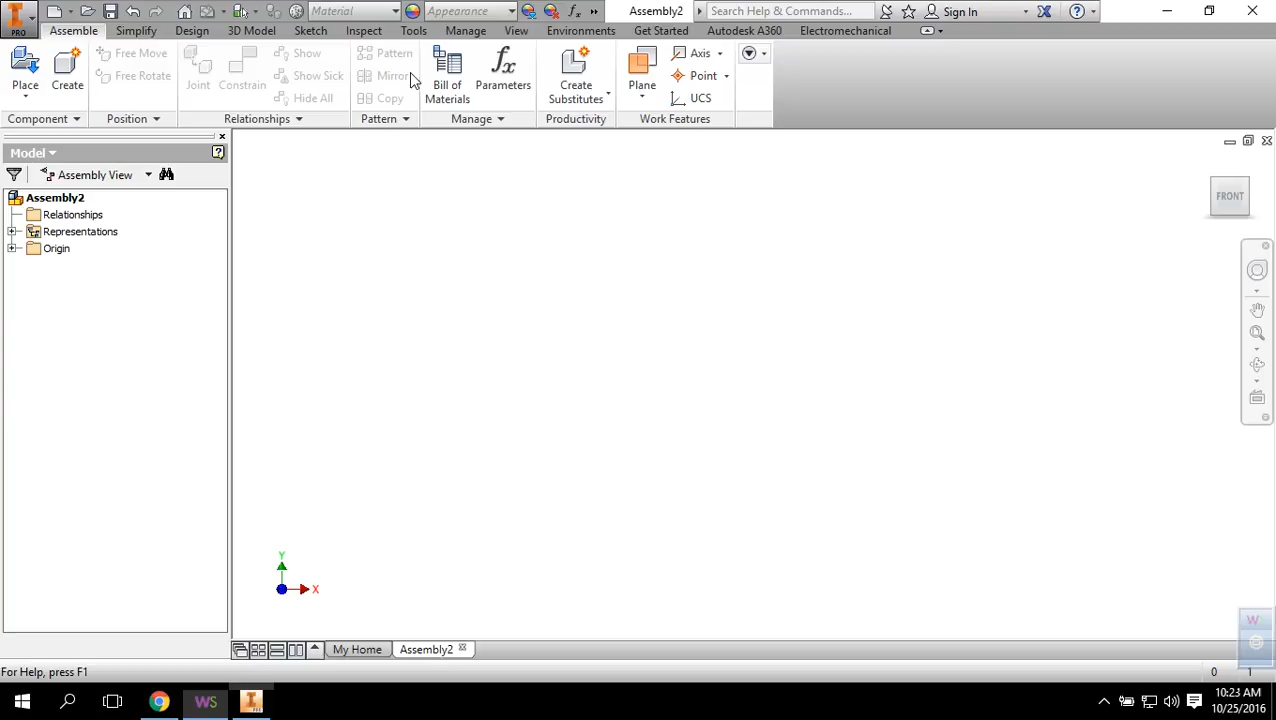 PRO Material Appearance fx Assembly2 Search Help & Commands... Sign In
Assemble Simplify Design 3D Model Sketch Inspect Tools Manage View Environments Get Started Autodesk A360 Electromechanical
Free Move Show Pattern Axis
Place Create Free Rotate Joint Constrain Show Sick Mirror Bill of Materials fx Parameters Create Substitutes Plane Point
Hide All Copy UCS
Component Position Relationships Pattern Manage Productivity Work Features
Model
Assembly View
Assembly2
Relationships
Representations
Origin
FRONT
Y
X
My Home Assembly2
For Help, press F1 0 1
WS
WS
10:23 AM
10/25/2016